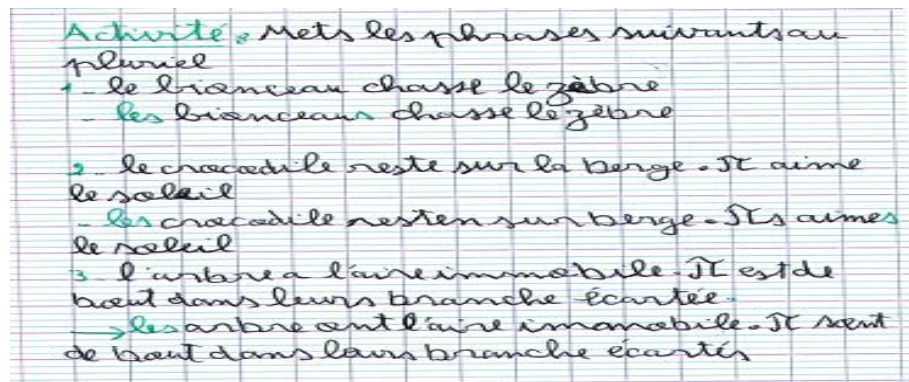 Activité : Mets les phrases suivants au
pluriel
1 - le lionceau chasse le zèbre
- les lionceaus chasse le zèbre
2 - le crocodile reste sur la berge. Il aime
le soleil
- les crocodile resten sur berge. Ils aimes
le soleil
3 - l'arbre a l'aire immobile. Il est de
bout dans leurs branche écartée.
→ les arbre ont l'aire immobile. Il sont
de bout dans leurs branche écartés